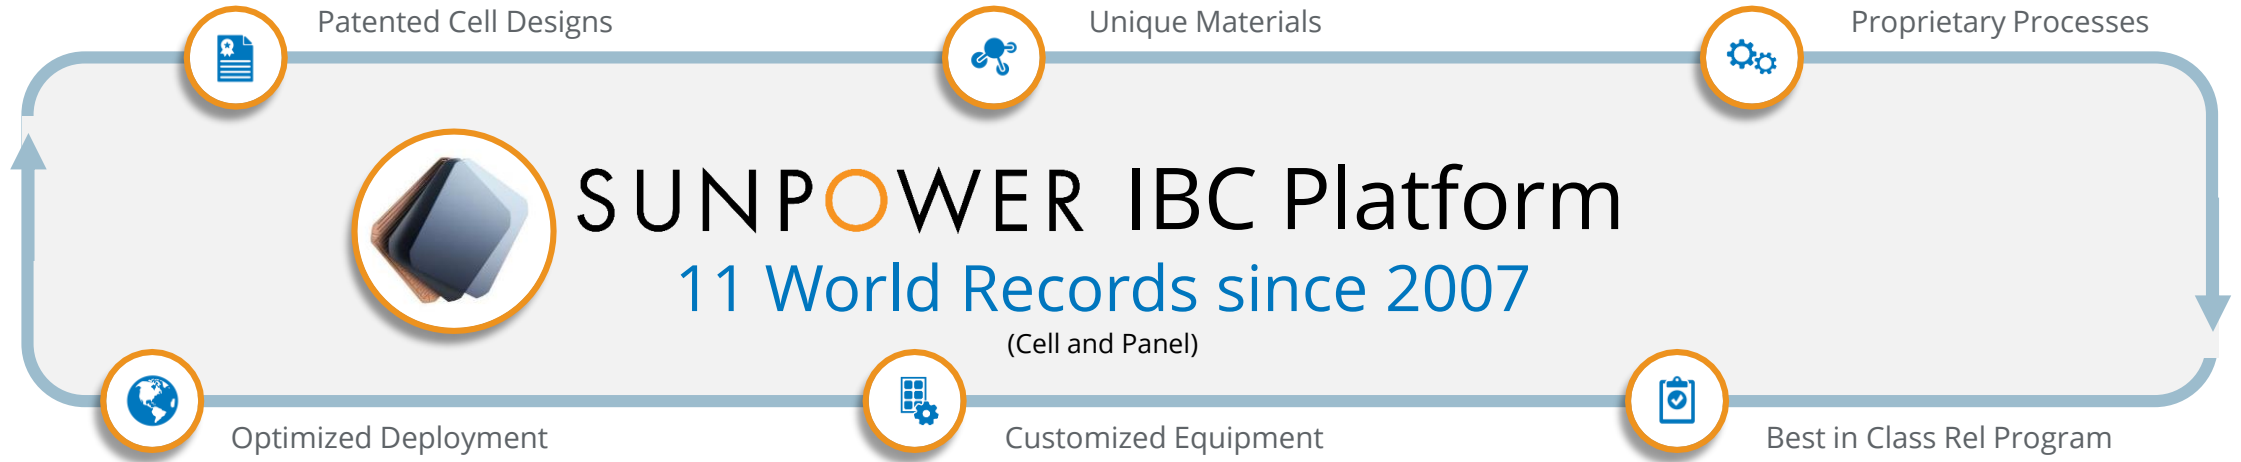 Patented Cell Designs
Unique Materials
Proprietary Processes
SUNPOWER IBC Platform
11 World Records since 2007
(Cell and Panel)
Optimized Deployment
Customized Equipment
Best in Class Rel Program